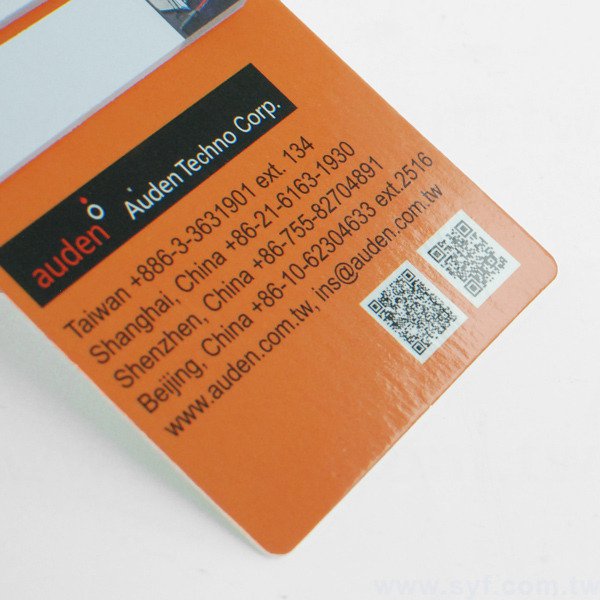 auden Auden Techno Corp.
Taiwan +886-3-3631901 ext. 134
Shanghai, China +86-21-6163-1930
Shenzhen, China +86-755-82704891
Beijing, China +86-10-62304633 ext.2516
www.auden.com.tw, ins@auden.com.tw
www.syf.com.tw